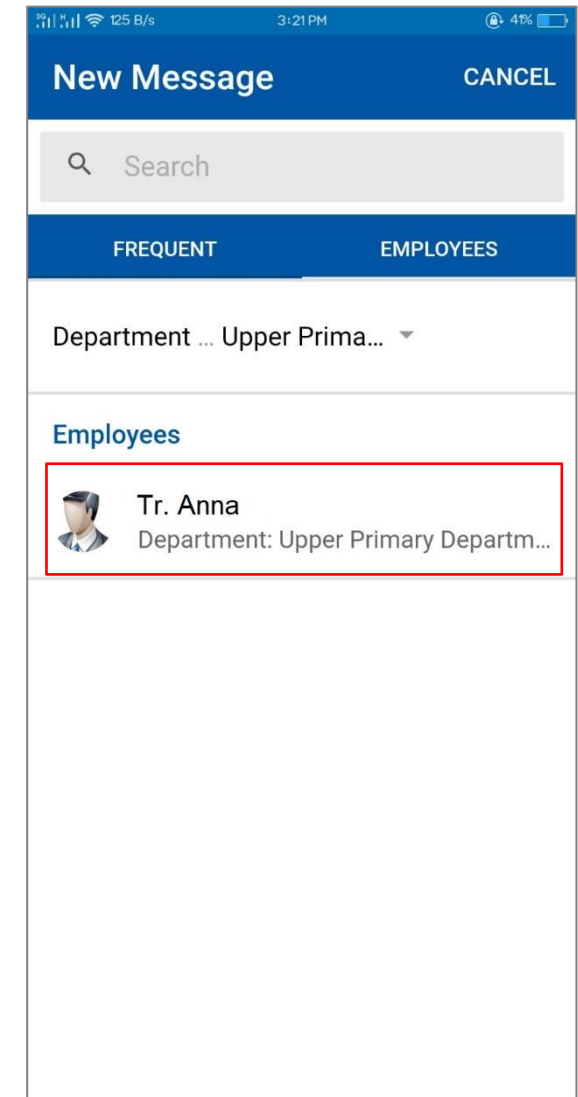 3G H 125 B/s 3:21 PM 41%
New Message CANCEL
Search
FREQUENT EMPLOYEES
Department ... Upper Prima...
Employees
Tr. Anna
Department: Upper Primary Departm...